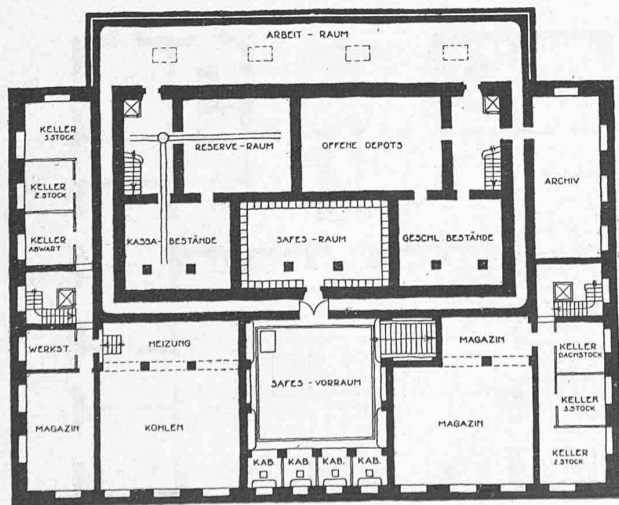 ARBEIT - RAUM
KELLER
3.STOCK
RESERVE - RAUM
OFFENE DEPOTS
KELLER
2.STOCK
ARCHIV
KELLER
ABWART
KASSA - BESTÄNDE
SAFES - RAUM
GESCHL. BESTÄNDE
WERKST.
HEIZUNG
MAGAZIN
KELLER
DACHSTOCK
SAFES - VORRAUM
MAGAZIN
KOHLEN
MAGAZIN
KELLER
3.STOCK
KAB.
KAB.
KAB.
KAB.
KELLER
2.STOCK